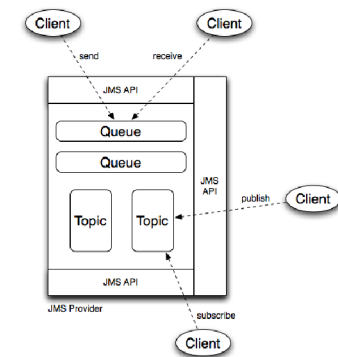 Client
Client
send
receive
JMS API
Queue
Queue
JMS API
Topic
Topic
publish
Client
JMS API
JMS Provider
subscribe
Client